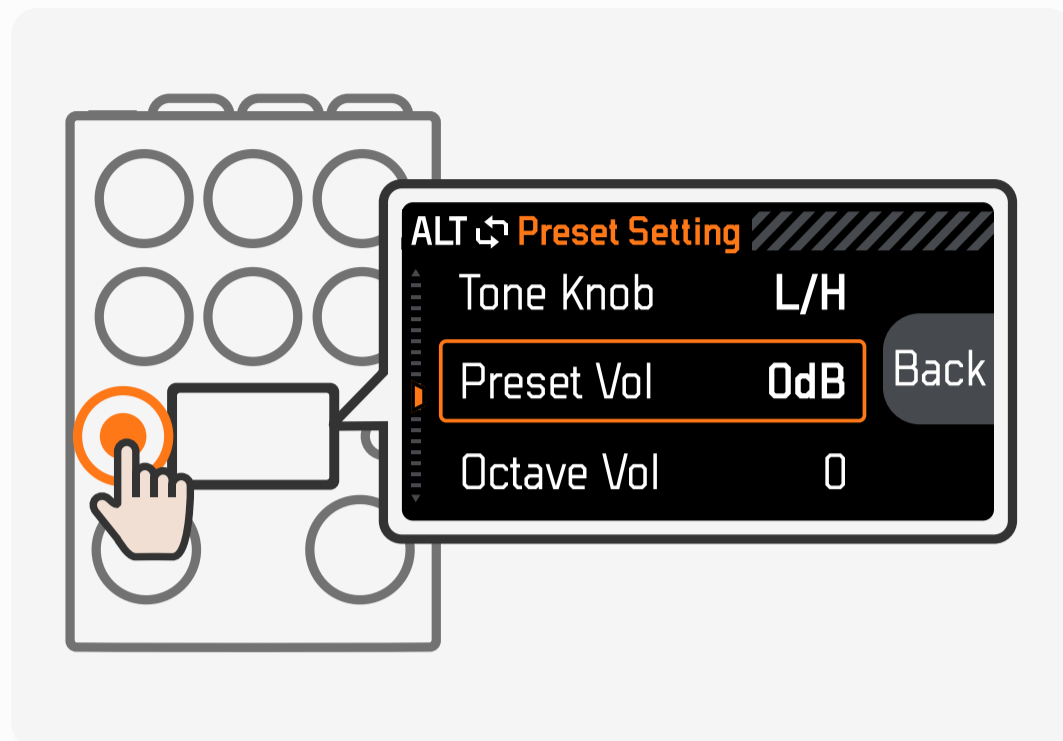 ALT Preset Setting
Tone Knob L/H
Preset Vol 0dB
Back
Octave Vol 0